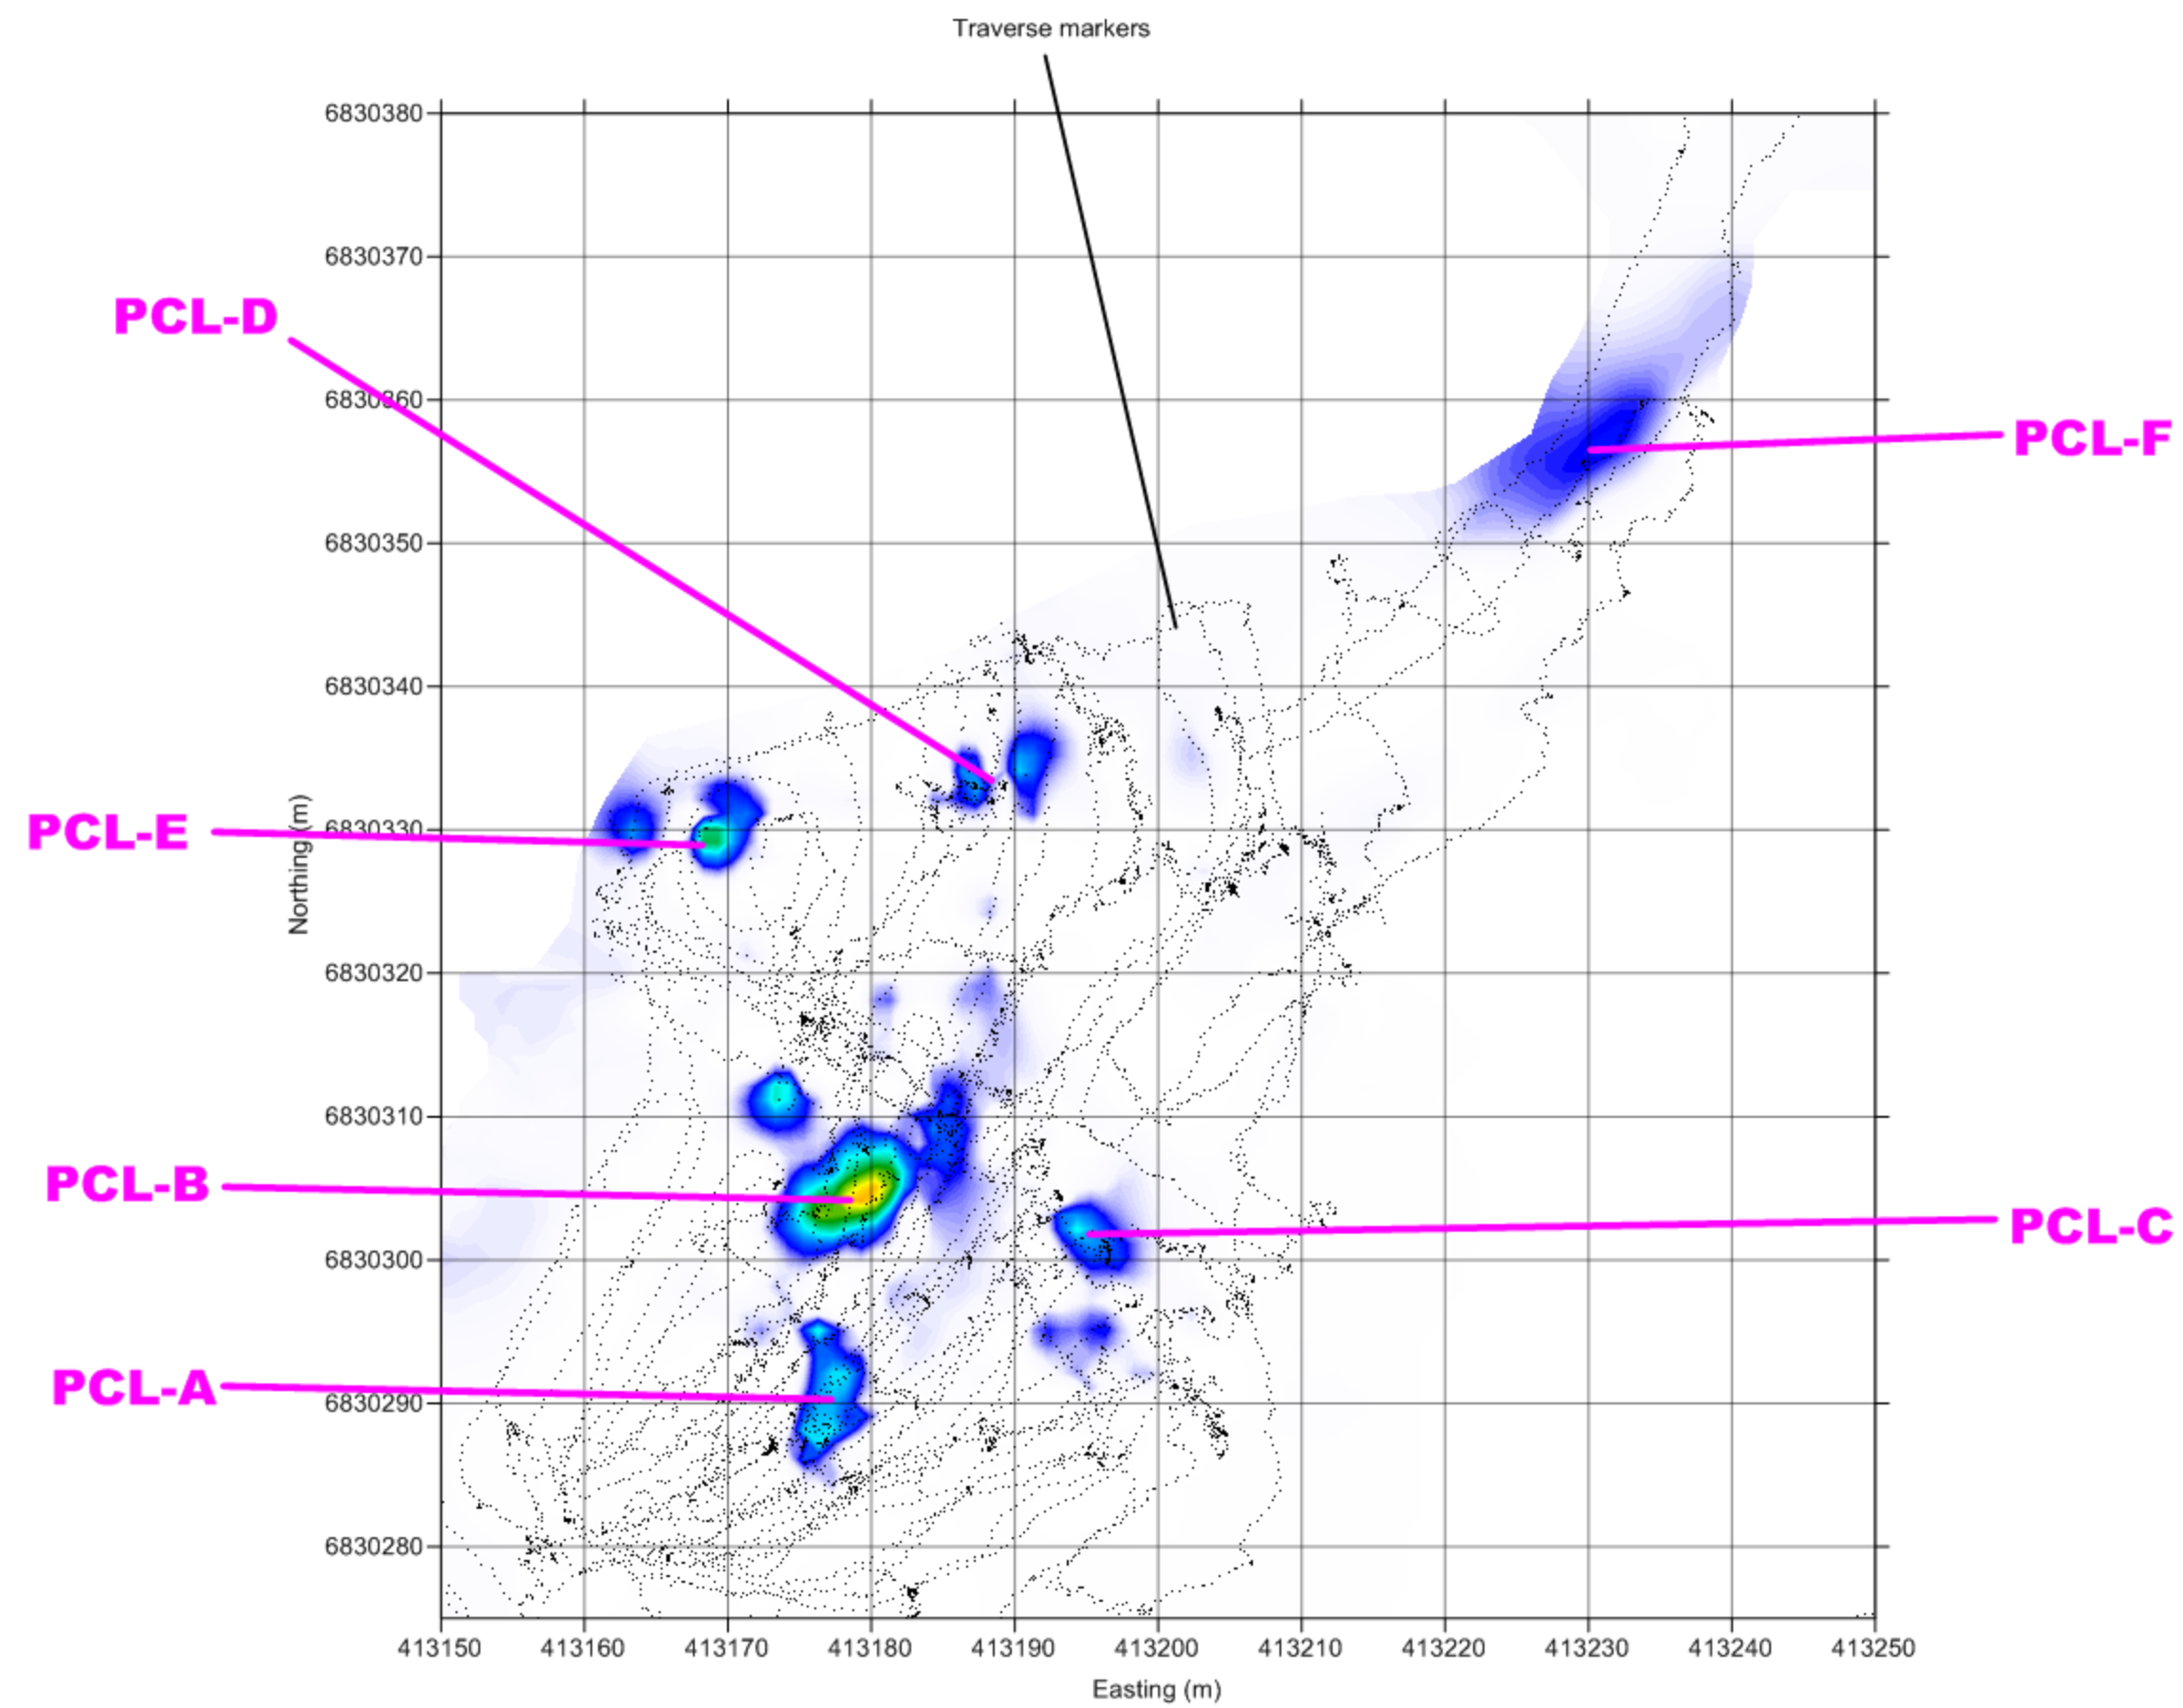 Traverse markers
6830380
6830370
PCL-D
6830360
PCL-F
6830350
6830340
PCL-E
6830330
Northing (m)
6830320
6830310
PCL-B
PCL-C
6830300
PCL-A
6830290
6830280
413150 413160 413170 413180 413190 413200 413210 413220 413230 413240 413250
Easting (m)